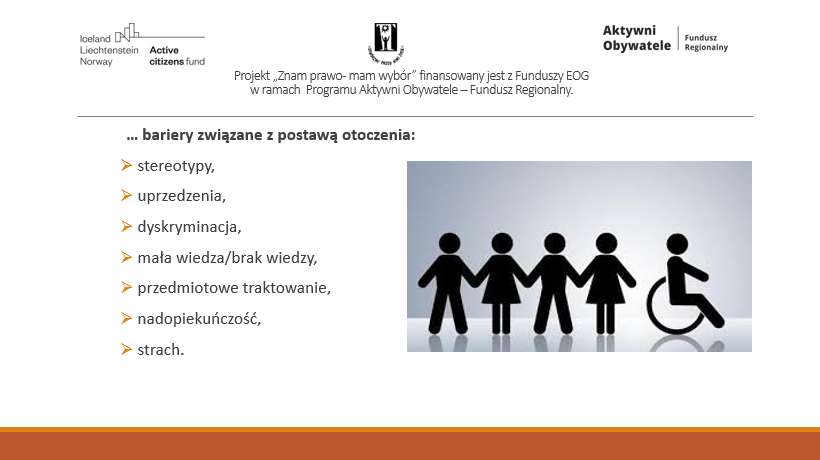 Iceland
Liechtenstein Active
Norway citizens fund
Aktywni
Obywatele
Fundusz
Regionalny
Projekt „Znam prawo- mam wybór” finansowany jest z Funduszy EOG
w ramach Programu Aktywni Obywatele – Fundusz Regionalny.
... bariery związane z postawą otoczenia:
stereotypy,
uprzedzenia,
dyskryminacja,
mała wiedza/brak wiedzy,
przedmiotowe traktowanie,
nadopiekuńczość,
strach.